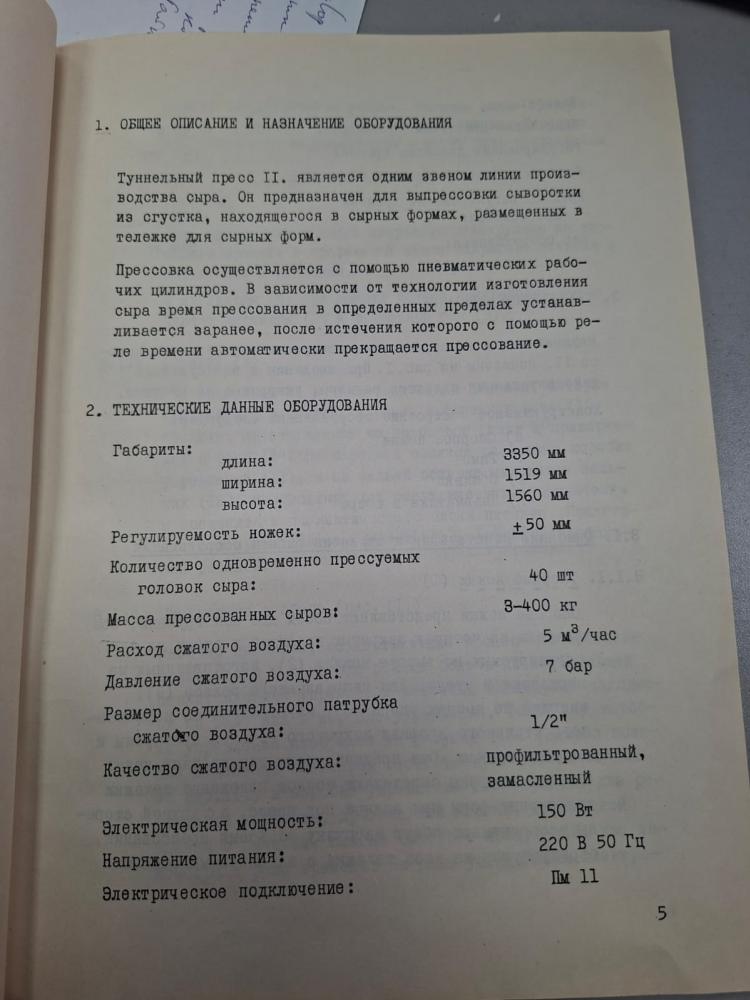 1. ОБЩЕЕ ОПИСАНИЕ И НАЗНАЧЕНИЕ ОБОРУДОВАНИЯ
Туннельный пресс II. является одним звеном линии произ-
водства сыра. Он предназначен для выпрессовки сыворотки
из сгустка, находящегося в сырных формах, размещенных в
тележке для сырных форм.
Прессовка осуществляется с помощью пневматических рабо-
чих цилиндров. В зависимости от технологии изготовления
сыра время прессования в определенных пределах устанав-
ливается заранее, после истечения которого с помощью ре-
ле времени автоматически прекращается прессование.
2. ТЕХНИЧЕСКИЕ ДАННЫЕ ОБОРУДОВАНИЯ
Габариты:
длина: 3350 мм
ширина: 1519 мм
высота: 1560 мм
Регулируемость ножек: ±50 мм
Количество одновременно прессуемых
головок сыра: 40 шт
Масса прессованных сыров: 3-400 кг
Расход сжатого воздуха: 5 м³/час
Давление сжатого воздуха: 7 бар
Размер соединительного патрубка
сжатого воздуха: 1/2"
Качество сжатого воздуха: профильтрованный,
замасленный
Электрическая мощность: 150 Вт
Напряжение питания: 220 В 50 Гц
Электрическое подключение: Пм 11
5